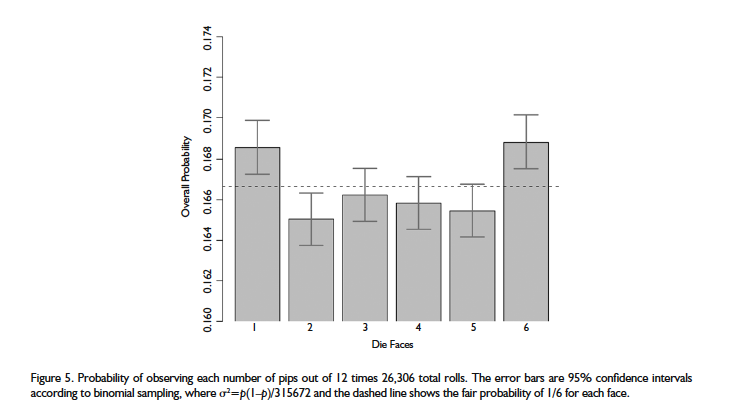 0.174
0.172
0.170
0.168
0.166
0.164
0.162
0.160
Overall Probability
1 2 3 4 5 6
Die Faces
Figure 5. Probability of observing each number of pips out of 12 times 26,306 total rolls. The error bars are 95% confidence intervals
according to binomial sampling, where σ²=p(1–p)/315672 and the dashed line shows the fair probability of 1/6 for each face.